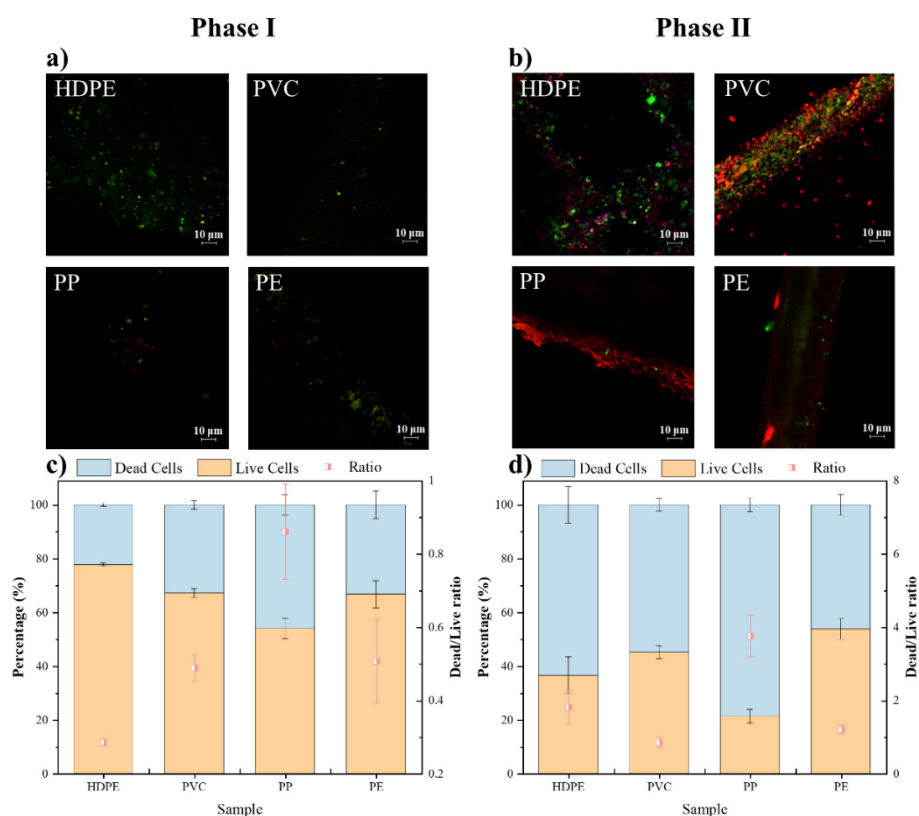 Phase I
Phase II
a)
b)
HDPE
PVC
HDPE
PVC
10 μm
10 μm
10 μm
10 μm
PP
PE
PP
PE
10 μm
10 μm
10 μm
10 μm
c)
Dead Cells Live Cells Ratio
d)
Dead Cells Live Cells Ratio
100
80
60
40
20
0
Percentage (%)
1
0.8
0.6
0.4
0.2
Dead/Live ratio
HDPE PVC PP PE
Sample
100
80
60
40
20
0
Percentage (%)
8
6
4
2
0
Dead/Live ratio
HDPE PVC PP PE
Sample